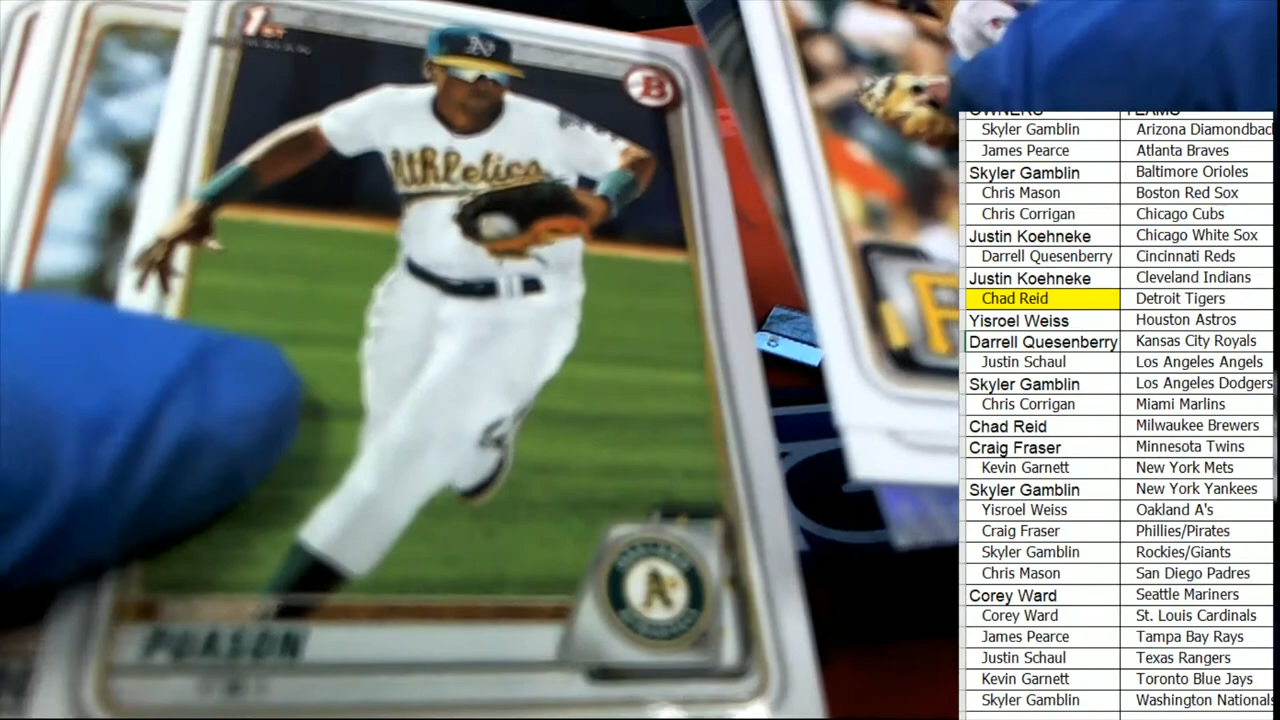 1ST
B
A's
Athletics
OAKLAND
A's
PUASON
OWNERS TEAMS
Skyler Gamblin Arizona Diamondbac
James Pearce Atlanta Braves
Skyler Gamblin Baltimore Orioles
Chris Mason Boston Red Sox
Chris Corrigan Chicago Cubs
Justin Koehneke Chicago White Sox
Darrell Quesenberry Cincinnati Reds
Justin Koehneke Cleveland Indians
Chad Reid Detroit Tigers
Yisroel Weiss Houston Astros
Darrell Quesenberry Kansas City Royals
Justin Schaul Los Angeles Angels
Skyler Gamblin Los Angeles Dodgers
Chris Corrigan Miami Marlins
Chad Reid Milwaukee Brewers
Craig Fraser Minnesota Twins
Kevin Garnett New York Mets
Skyler Gamblin New York Yankees
Yisroel Weiss Oakland A's
Craig Fraser Phillies/Pirates
Skyler Gamblin Rockies/Giants
Chris Mason San Diego Padres
Corey Ward Seattle Mariners
Corey Ward St. Louis Cardinals
James Pearce Tampa Bay Rays
Justin Schaul Texas Rangers
Kevin Garnett Toronto Blue Jays
Skyler Gamblin Washington Nationals